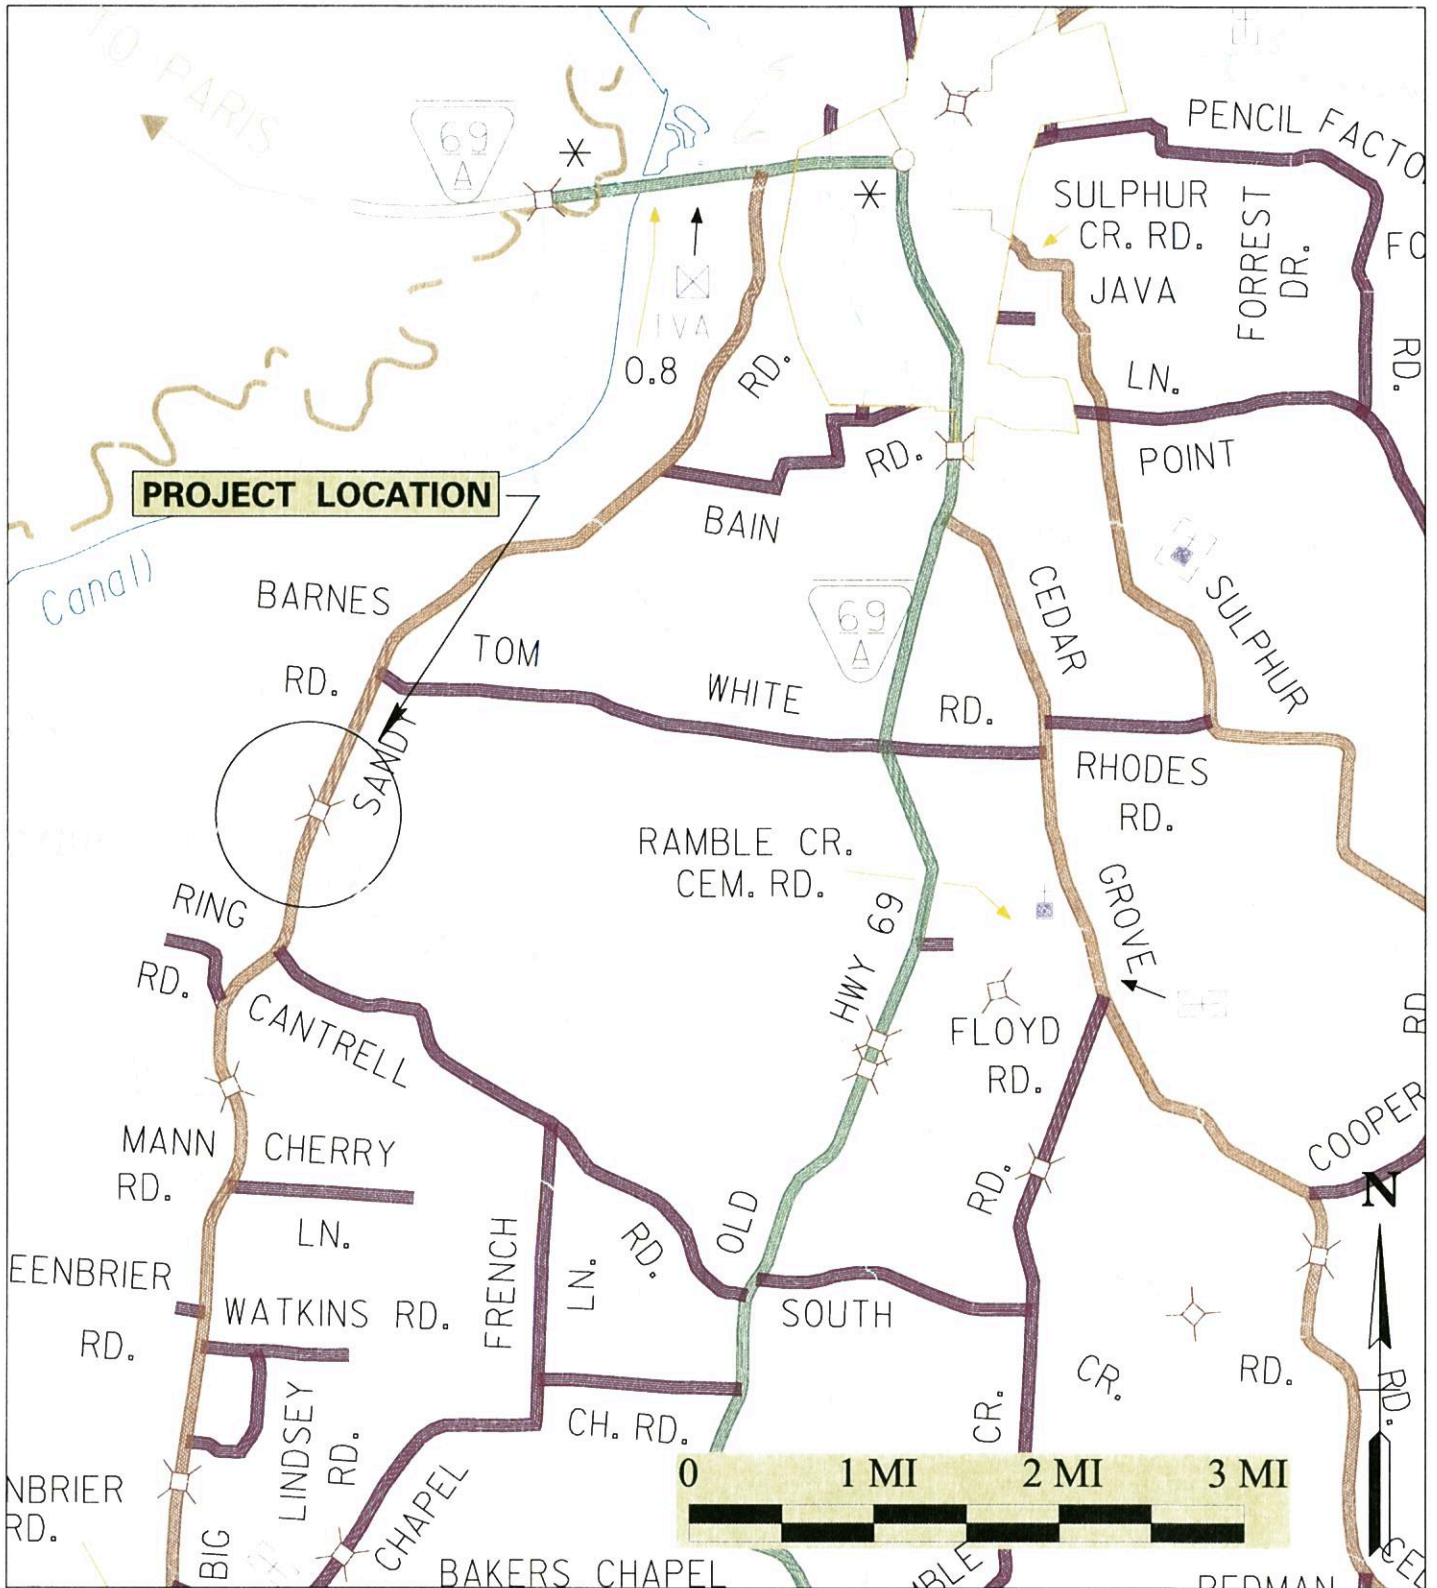 TO PARIS
69
A
PENCIL FACTO
SULPHUR
CR. RD.
JAVA
FORREST
DR.
FO
IVA
0.8
RD.
LN.
RD.
RD.
POINT
PROJECT LOCATION
BAIN
Canal)
BARNES
CEDAR
SULPHUR
69
A
TOM
RD.
WHITE
RD.
SANDY
RHODES
RD.
RAMBLE CR.
CEM. RD.
RING
RD.
GROVE
HWY 69
CANTRELL
FLOYD
RD.
RD
MANN
RD.
CHERRY
LN.
COOPER
RD.
N
OLD
RD.
FRENCH
LN.
EENBRIER
RD.
WATKINS RD.
SOUTH
CR.
RD.
RD.
LINDSEY
RD.
CH. RD.
CR.
0 1 MI 2 MI 3 MI
NBRIER
RD.
BIG
CHAPEL
BAKERS CHAPEL
MBLE
REDMAN
CED